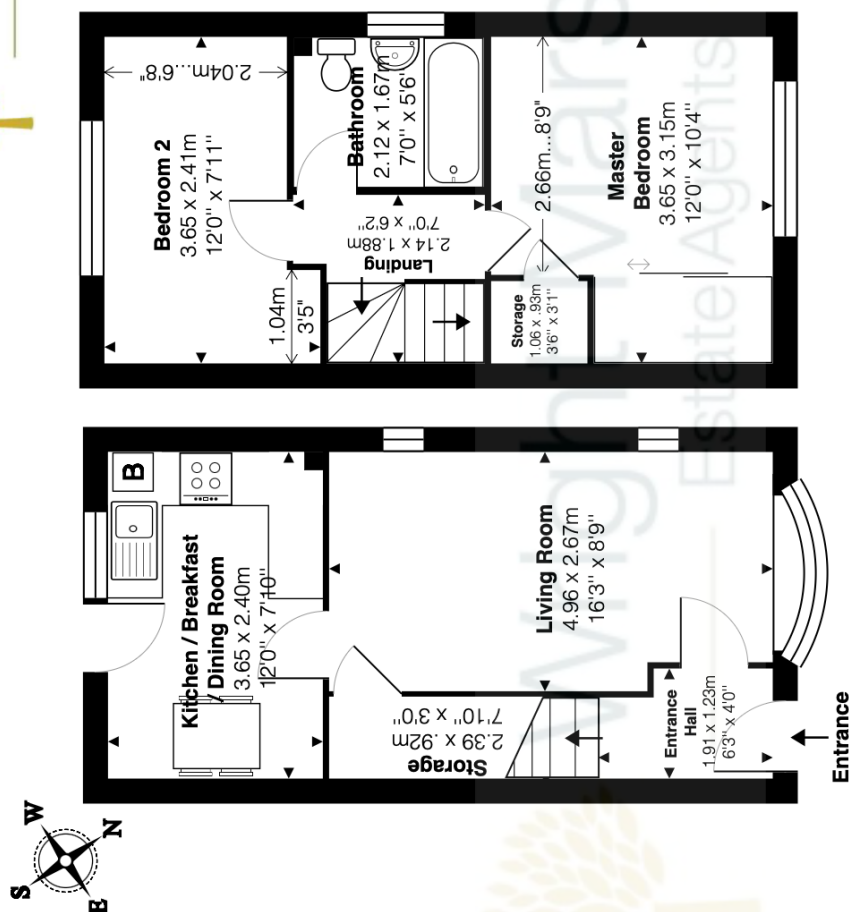 2.04m...6'8"
Bedroom 2
3.65 x 2.41m
12'0" x 7'11"
1.04m
3'5"
Bathroom
2.12 x 1.67m
7'0" x 5'6"
Landing
2.14 x 1.88m
7'0" x 6'2"
2.66m...8'9"
Master
Bedroom
3.65 x 3.15m
12'0" x 10'4"
Storage
1.06 x .93m
3'6" x 3'1"
Kitchen / Breakfast
Dining Room
3.65 x 2.40m
12'0" x 7'10"
B
Living Room
4.96 x 2.67m
16'3" x 8'9"
Storage
2.39 x .92m
7'10" x 3'0"
Entrance
Hall
1.91 x 1.23m
6'3" x 4'0"
Entrance
S
W
N
E
Wright Mars
Estate Agents